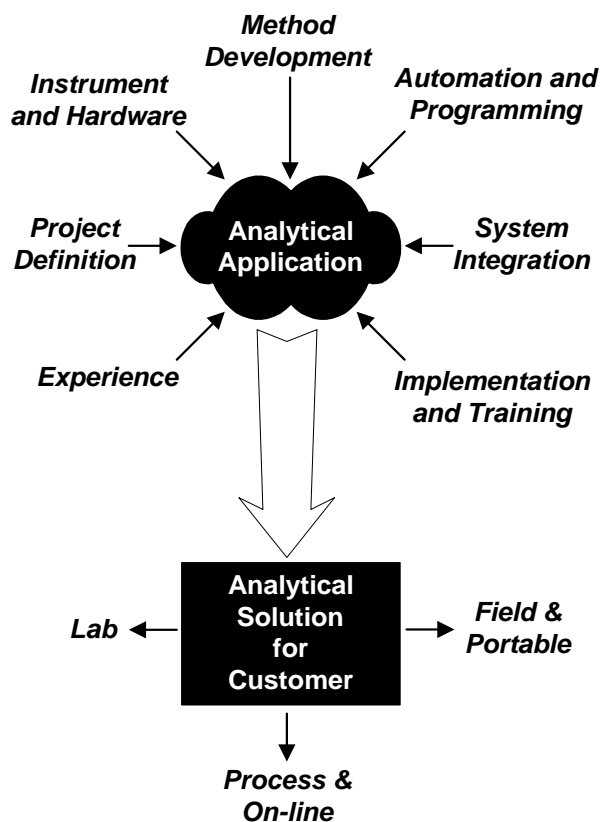 Method
Development
Instrument
and Hardware
Automation and
Programming
Project
Definition
Analytical
Application
System
Integration
Experience
Implementation
and Training
Analytical
Solution
for
Customer
Lab
Field &
Portable
Process &
On-line